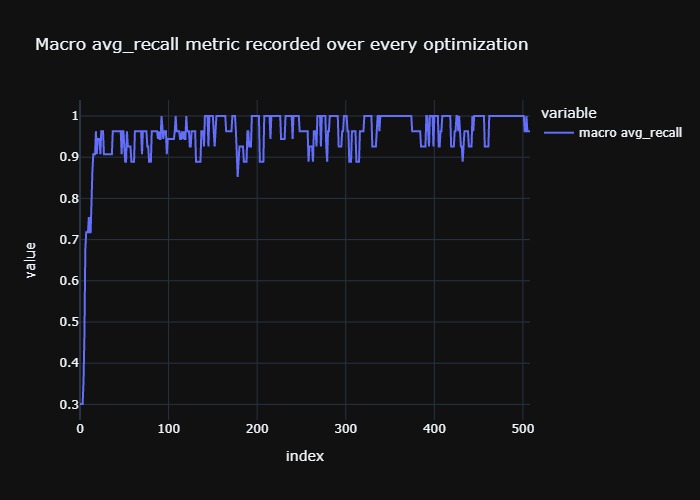 Macro avg_recall metric recorded over every optimization
variable
macro avg_recall
value
1
0.9
0.8
0.7
0.6
0.5
0.4
0.3
0 100 200 300 400 500
index